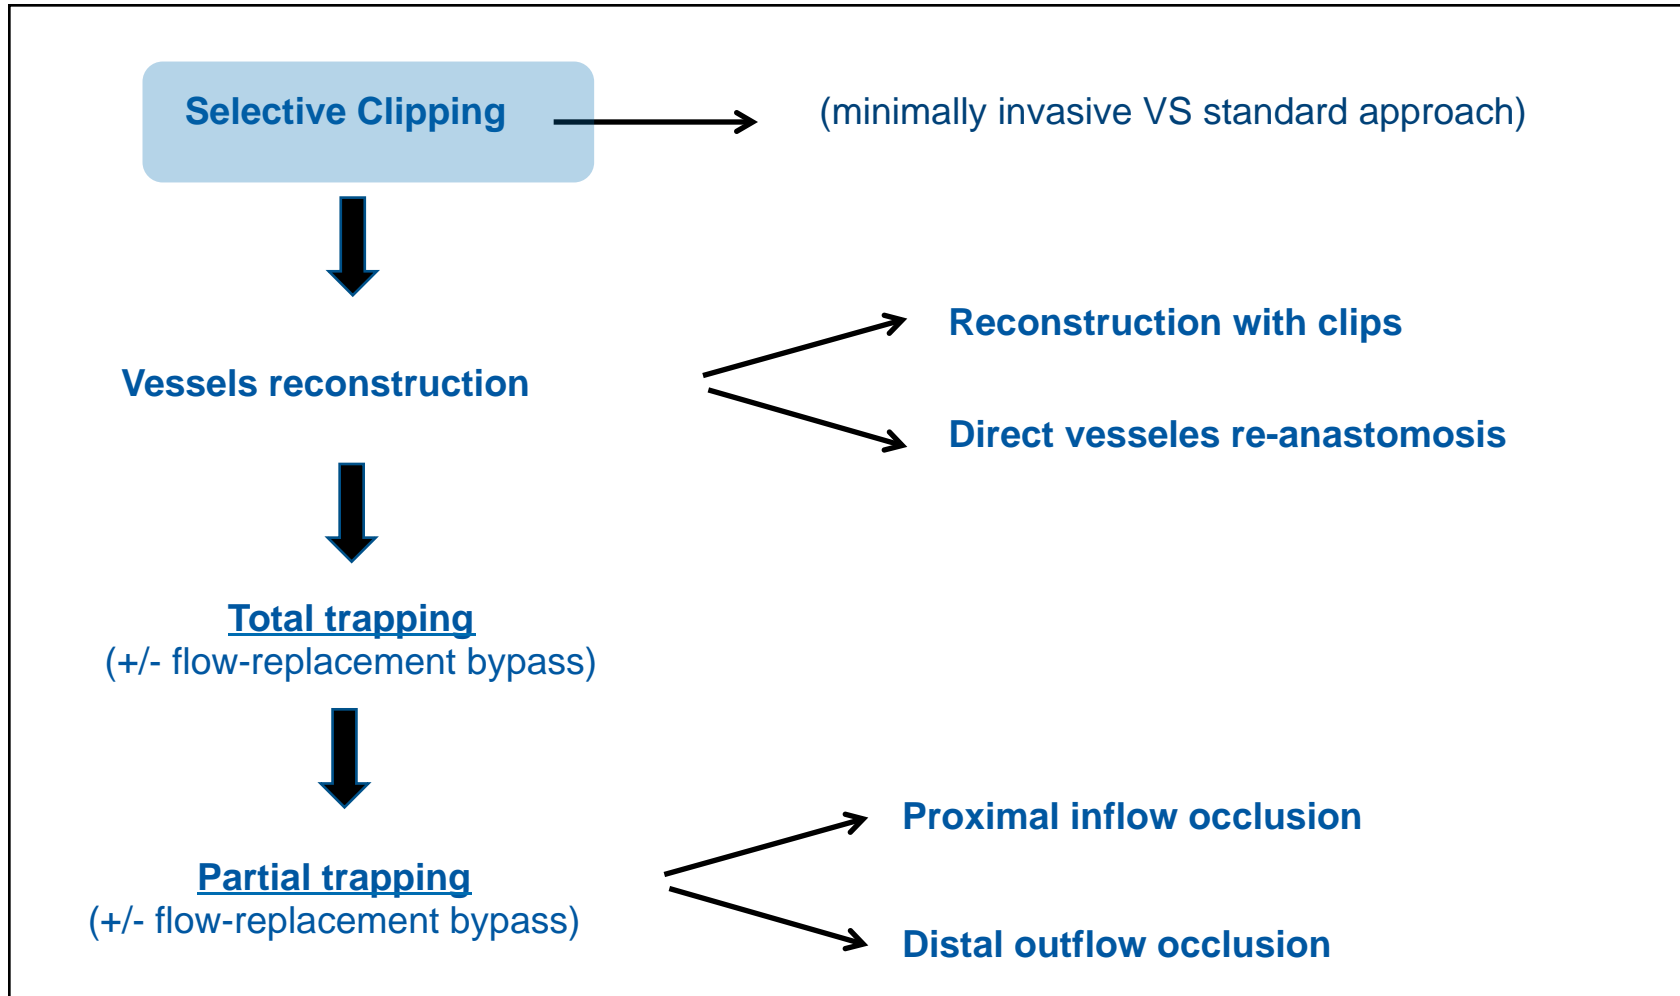 Selective Clipping
(minimally invasive VS standard approach)
Vessels reconstruction
Reconstruction with clips
Direct vesseles re-anastomosis
Total trapping
(+/- flow-replacement bypass)
Partial trapping
(+/- flow-replacement bypass)
Proximal inflow occlusion
Distal outflow occlusion